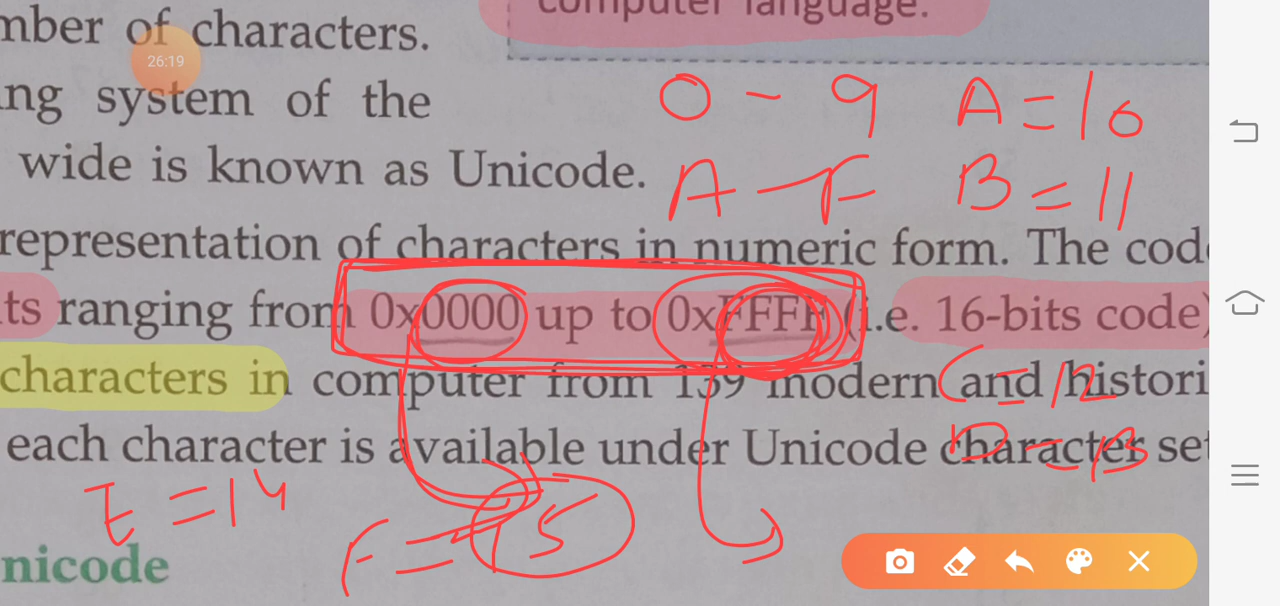 computer language.
mber of characters.
26:19
0 - 9 A = 10
ng system of the
wide is known as Unicode.
A - F B = 11
representation of characters in numeric form. The cod
ts ranging from 0x0000 up to 0xFFFF (i.e. 16-bits code)
characters in computer from 139 modern and histori
C = 12
each character is available under Unicode character set
D = 13
E = 14
F = 15
nicode